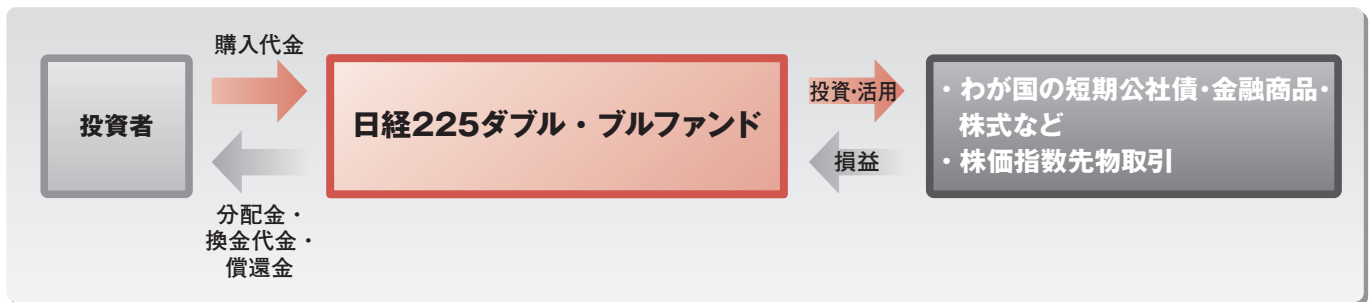 購入代金
投資者
日経225ダブル・ブルファンド
投資・活用
・わが国の短期公社債・金融商品・
株式など
・株価指数先物取引
損益
分配金・
換金代金・
償還金